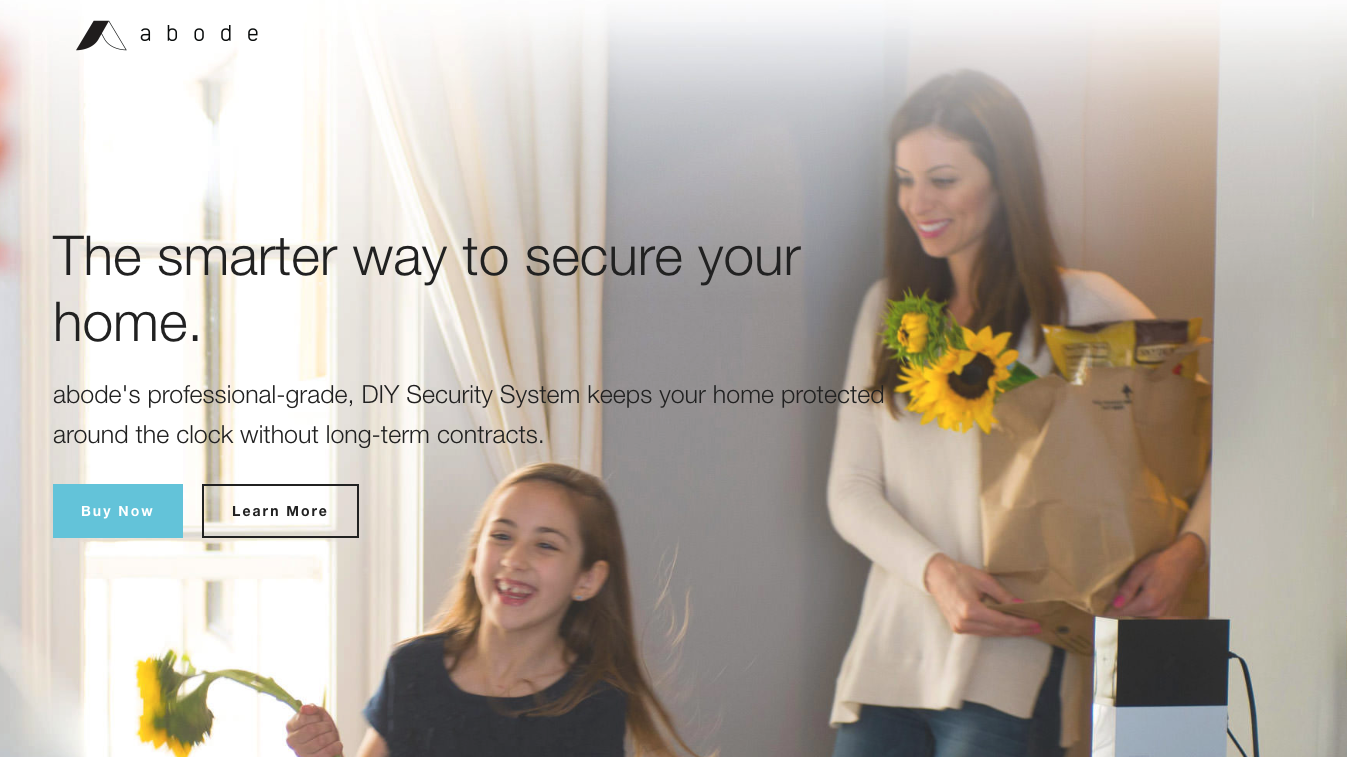 abode
The smarter way to secure your
home.
abode's professional-grade, DIY Security System keeps your home protected
around the clock without long-term contracts.
Buy Now
Learn More